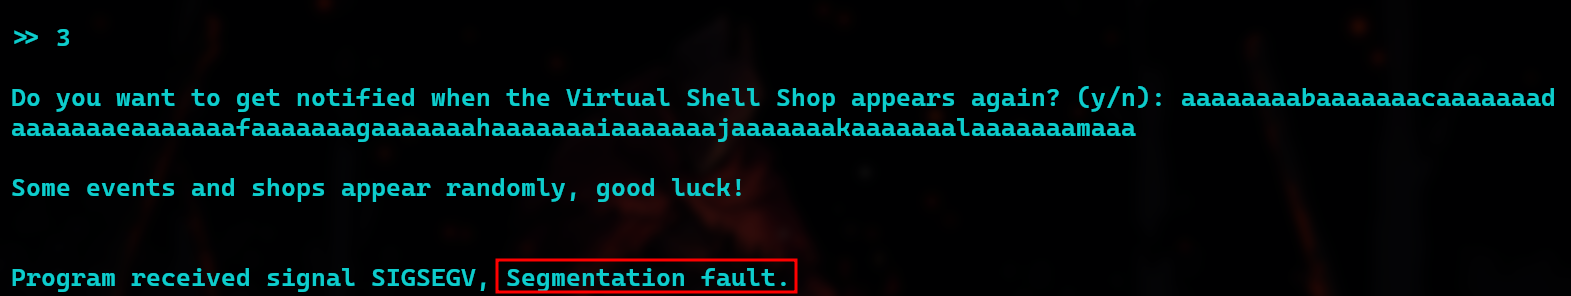 >> 3
Do you want to get notified when the Virtual Shell Shop appears again? (y/n): aaaaaaaabaaaaaaacaaaaaaad
aaaaaaaeaaaaaaafaaaaaaagaaaaaaahaaaaaaaiaaaaaaajaaaaaaakaaaaaaalaaaaaaamaaa
Some events and shops appear randomly, good luck!
Program received signal SIGSEGV, Segmentation fault.